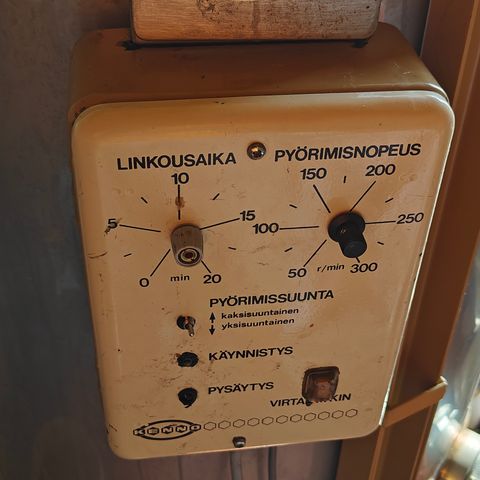 LINKOUSAIKA
0 5 10 15 20
min
PYÖRIMISNOPEUS
50 100 150 200 250 300
r/min
PYÖRIMISSUUNTA
kaksisuuntainen
yksisuuntainen
KÄYNNISTYS
PYSÄYTYS
KENNO